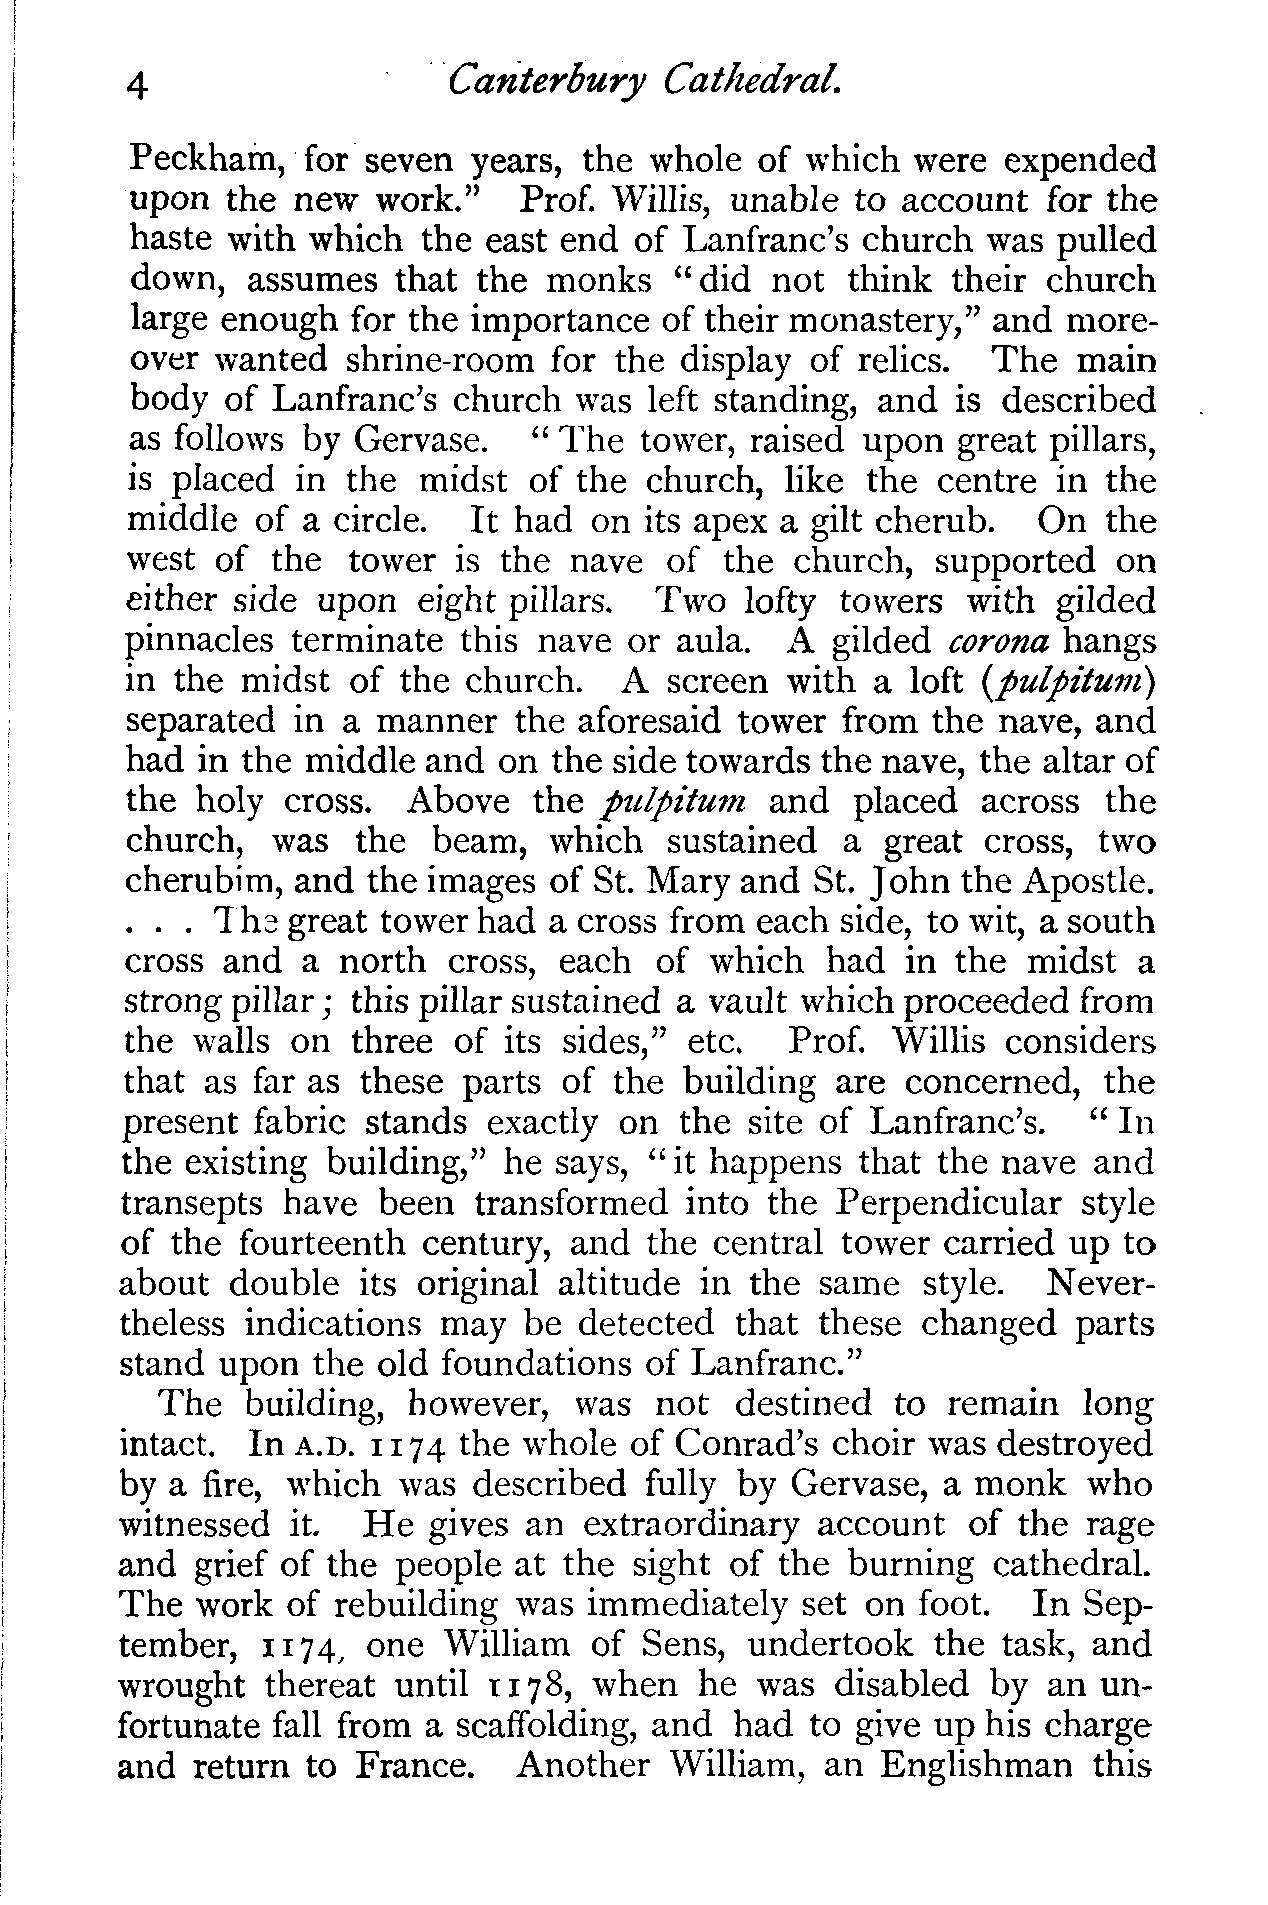 4 Canterbury Cathedral.
Peckham, for seven years, the whole of which were expended
upon the new work.” Prof. Willis, unable to account for the
haste with which the east end of Lanfranc’s church was pulled
down, assumes that the monks “did not think their church
large enough for the importance of their monastery,” and more-
over wanted shrine-room for the display of relics. The main
body of Lanfranc’s church was left standing, and is described
as follows by Gervase. “The tower, raised upon great pillars,
is placed in the midst of the church, like the centre in the
middle of a circle. It had on its apex a gilt cherub. On the
west of the tower is the nave of the church, supported on
either side upon eight pillars. Two lofty towers with gilded
pinnacles terminate this nave or aula. A gilded corona hangs
in the midst of the church. A screen with a loft (pulpitum)
separated in a manner the aforesaid tower from the nave, and
had in the middle and on the side towards the nave, the altar of
the holy cross. Above the pulpitum and placed across the
church, was the beam, which sustained a great cross, two
cherubim, and the images of St. Mary and St. John the Apostle.
. . . The great tower had a cross from each side, to wit, a south
cross and a north cross, each of which had in the midst a
strong pillar; this pillar sustained a vault which proceeded from
the walls on three of its sides,” etc. Prof. Willis considers
that as far as these parts of the building are concerned, the
present fabric stands exactly on the site of Lanfranc’s. “In
the existing building,” he says, “it happens that the nave and
transepts have been transformed into the Perpendicular style
of the fourteenth century, and the central tower carried up to
about double its original altitude in the same style. Never-
theless indications may be detected that these changed parts
stand upon the old foundations of Lanfranc.”
The building, however, was not destined to remain long
intact. In A.D. 1174 the whole of Conrad’s choir was destroyed
by a fire, which was described fully by Gervase, a monk who
witnessed it. He gives an extraordinary account of the rage
and grief of the people at the sight of the burning cathedral.
The work of rebuilding was immediately set on foot. In Sep-
tember, 1174, one William of Sens, undertook the task, and
wrought thereat until 1178, when he was disabled by an un-
fortunate fall from a scaffolding, and had to give up his charge
and return to France. Another William, an Englishman this